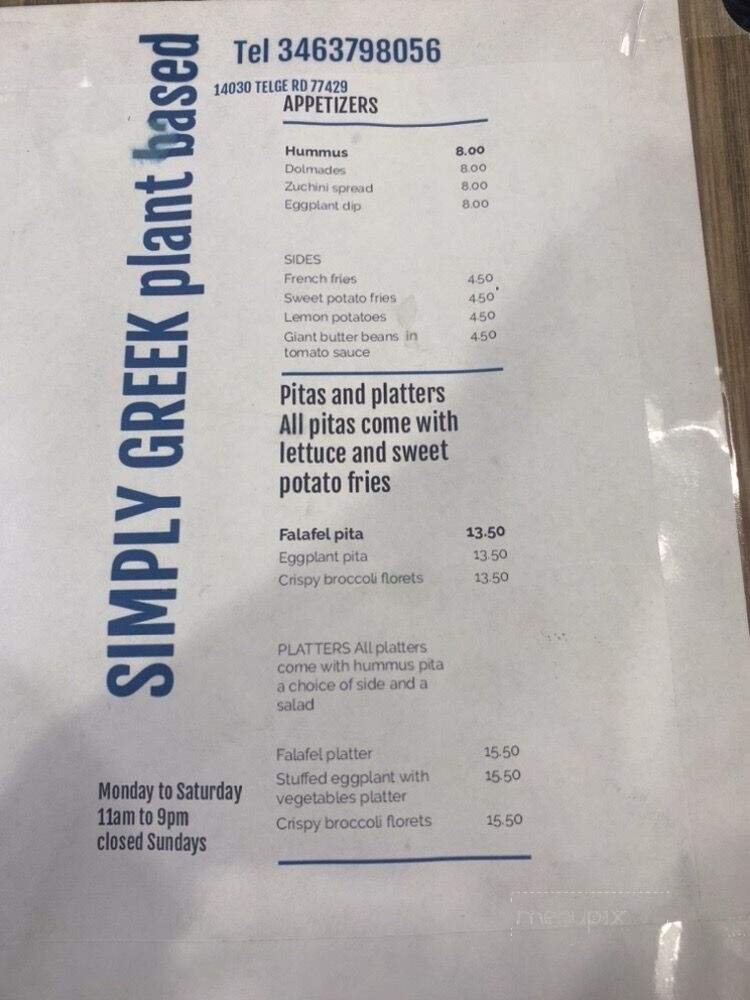 SIMPLY GREEK plant based
Tel 3463798056
14030 TELGE RD 77429
APPETIZERS
Hummus 8.00
Dolmades 8.00
Zuchini spread 8.00
Eggplant dip 8.00
SIDES
French fries 4.50
Sweet potato fries 4.50
Lemon potatoes 4.50
Giant butter beans in 4.50
tomato sauce
Pitas and platters
All pitas come with
lettuce and sweet
potato fries
Falafel pita 13.50
Eggplant pita 13.50
Crispy broccoli florets 13.50
PLATTERS All platters
come with hummus pita
a choice of side and a
salad
Falafel platter 15.50
Stuffed eggplant with 15.50
vegetables platter
Crispy broccoli florets 15.50
Monday to Saturday
11am to 9pm
closed Sundays
menupix